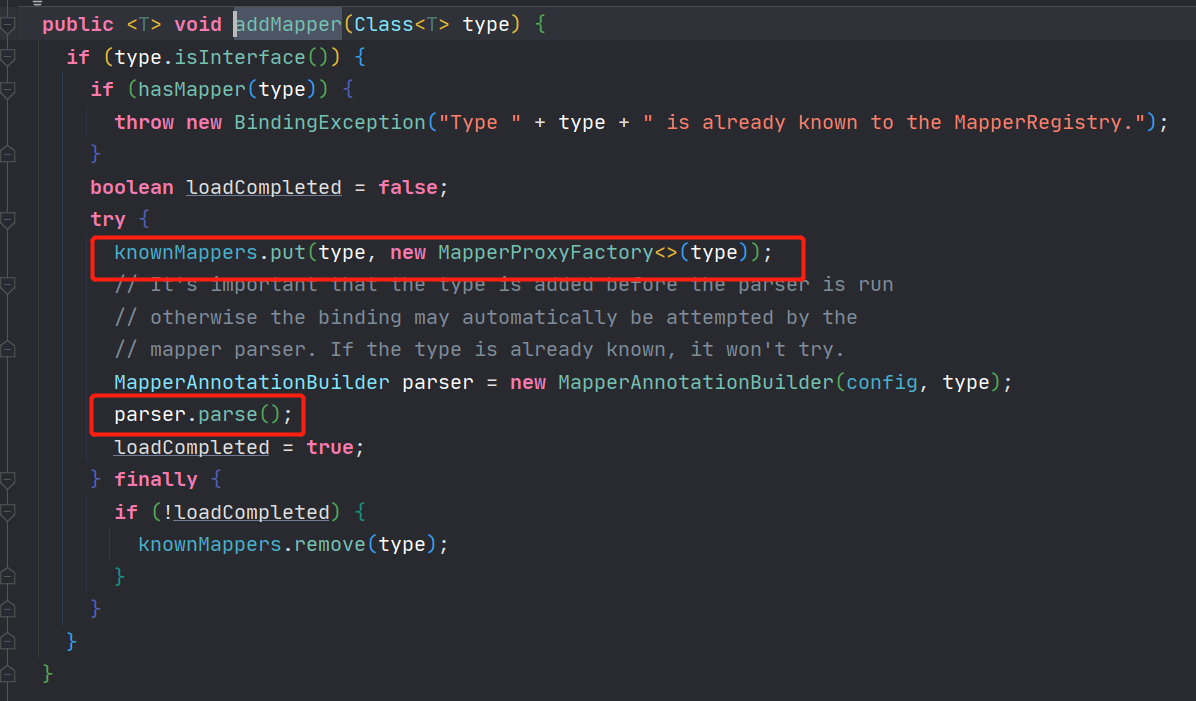 public <T> void addMapper(Class<T> type) {
if (type.isInterface()) {
if (hasMapper(type)) {
throw new BindingException("Type " + type + " is already known to the MapperRegistry.");
}
boolean loadCompleted = false;
try {
knownMappers.put(type, new MapperProxyFactory<>(type));
// It's important that the type is added before the parser is run
// otherwise the binding may automatically be attempted by the
// mapper parser. If the type is already known, it won't try.
MapperAnnotationBuilder parser = new MapperAnnotationBuilder(config, type);
parser.parse();
loadCompleted = true;
} finally {
if (!loadCompleted) {
knownMappers.remove(type);
}
}
}
}